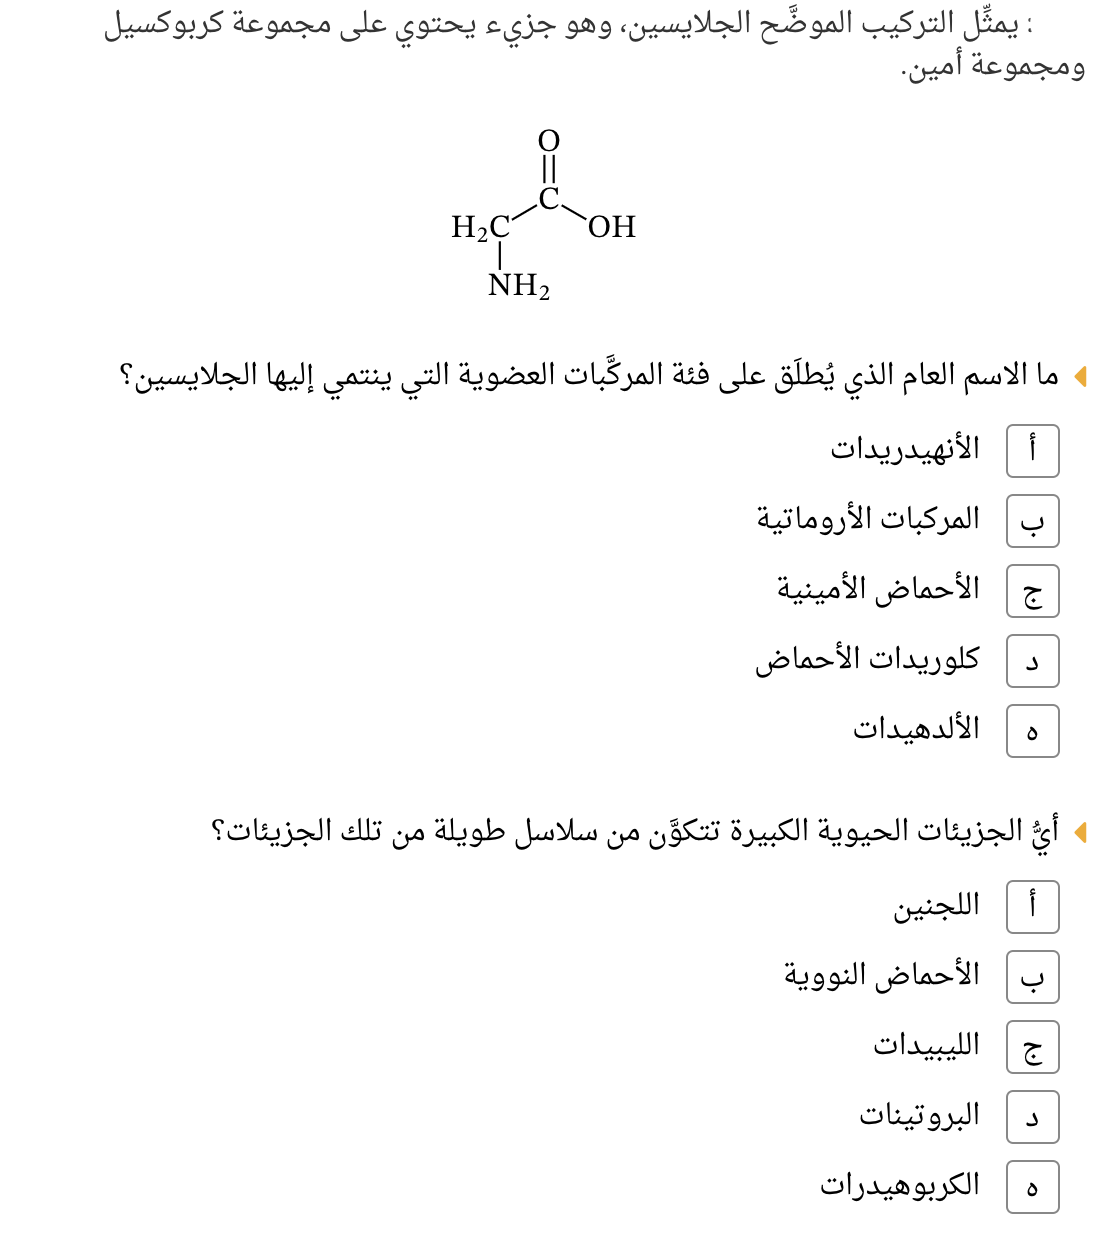 : يمثِّل التركيب الموضَّح الجلايسين، وهو جزيء يحتوي على مجموعة كربوكسيل
ومجموعة أمين.
O
C
H₂C OH
NH₂
ما الاسم العام الذي يُطلَق على فئة المركَّبات العضوية التي ينتمي إليها الجلايسين؟
أ الأنهيدريدات
ب المركبات الأروماتية
ج الأحماض الأمينية
د كلوريدات الأحماض
ه الألدهيدات
أيُّ الجزيئات الحيوية الكبيرة تتكوَّن من سلاسل طويلة من تلك الجزيئات؟
أ اللجنين
ب الأحماض النووية
ج الليبيدات
د البروتينات
ه الكربوهيدرات